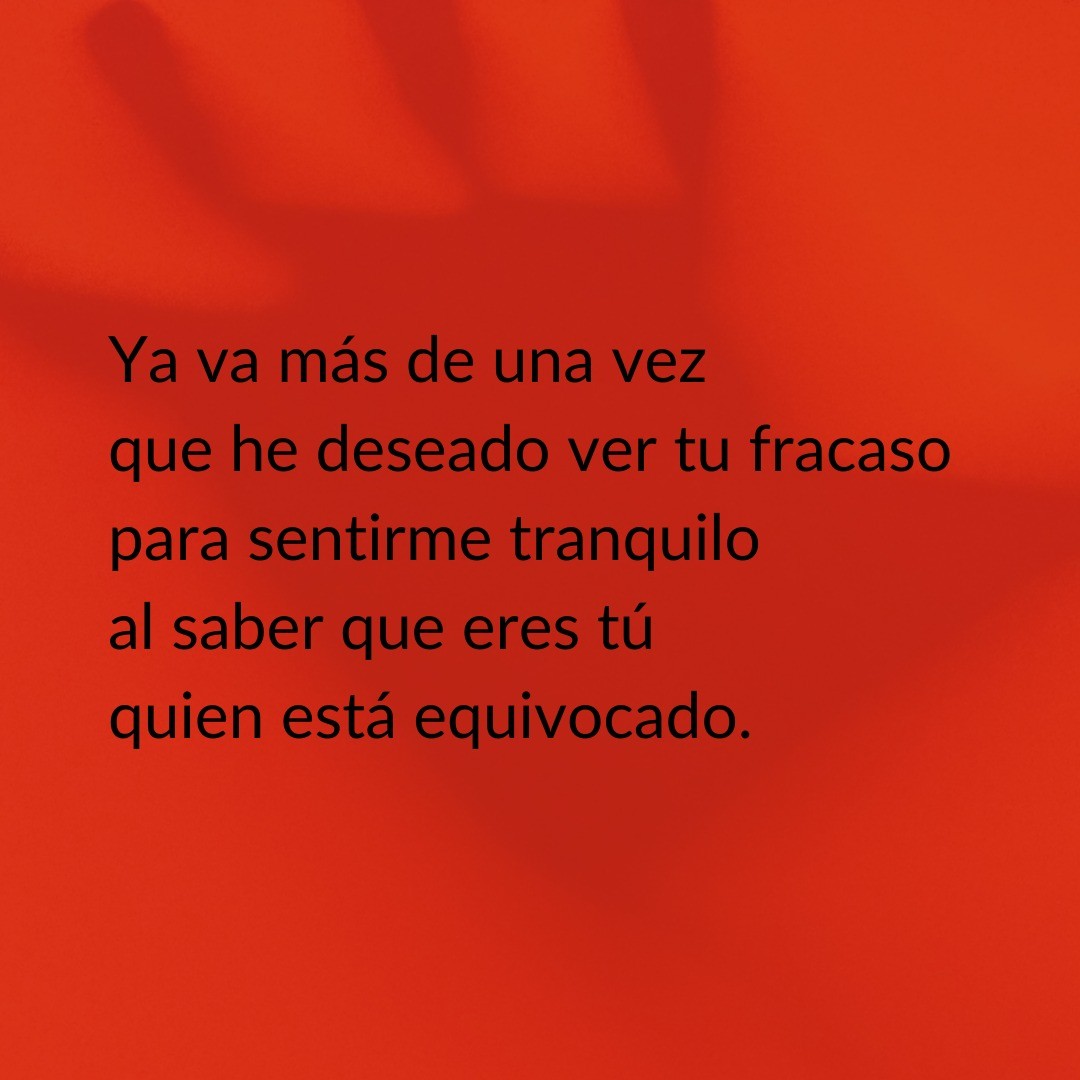 Ya va más de una vez
que he deseado ver tu fracaso
para sentirme tranquilo
al saber que eres tú
quien está equivocado.